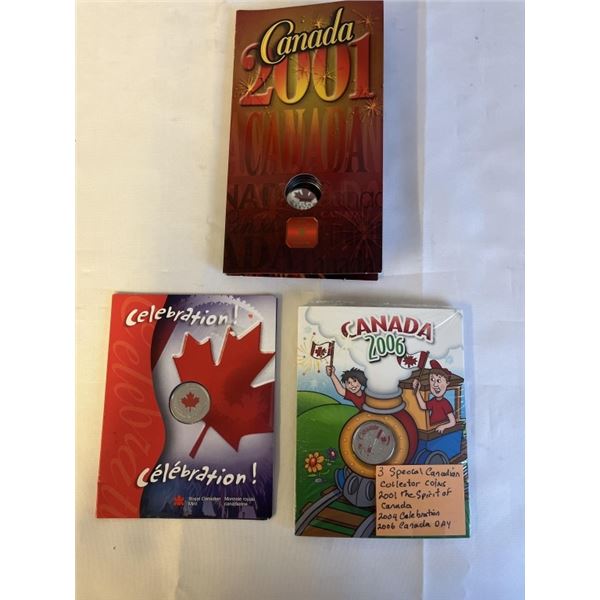 Canada
2001
CANADA
Celebration!
Célébration!
Royal Canadian Mint
Monnaie royale canadienne
CANADA
2006
3 Special Canadian
Collector Coins
2001 The Spirit of
Canada
2004 Celebration
2006 Canada DAY